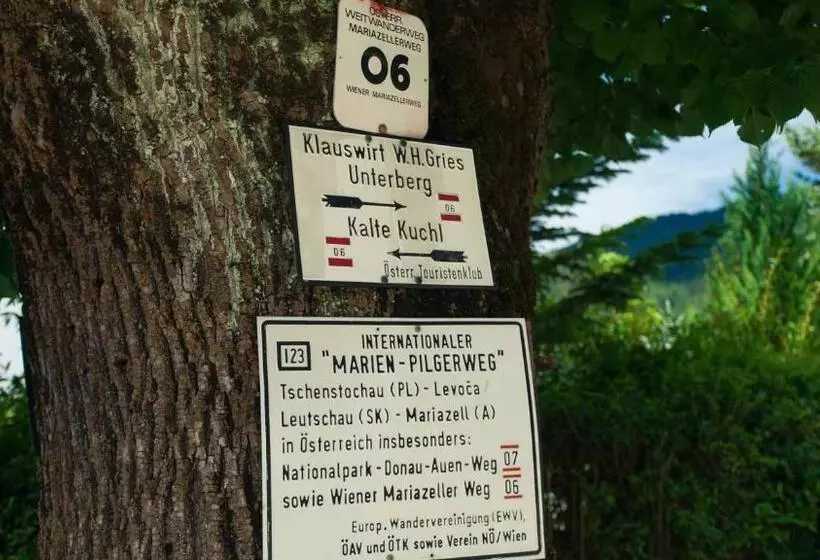 ÖSTERR.
WEITWANDERWEG
MARIAZELLERWEG
06
WIENER MARIAZELLERWEG
Klauswirt W.H.Gries
Unterberg
06
Kalte Kuchl
06
Österr. Touristenklub
INTERNATIONALER
123 "MARIEN-PILGERWEG"
Tschenstochau (PL) - Levoča/
Leutschau (SK) - Mariazell (A)
in Österreich insbesonders:
Nationalpark-Donau-Auen-Weg 07
sowie Wiener Mariazeller Weg 06
Europ. Wandervereinigung (EWV),
ÖAV und ÖTK sowie Verein NÖ/Wien